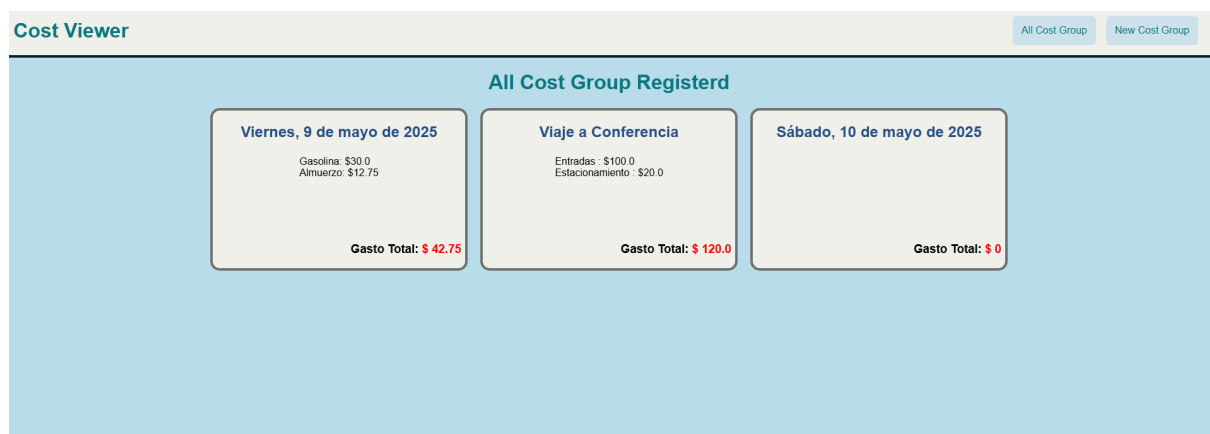 Cost Viewer
All Cost Group
New Cost Group
All Cost Group Registerd
Viernes, 9 de mayo de 2025
Gasolina: $30.0
Almuerzo: $12.75
Gasto Total: $ 42.75
Viaje a Conferencia
Entradas : $100.0
Estacionamiento : $20.0
Gasto Total: $ 120.0
Sábado, 10 de mayo de 2025
Gasto Total: $ 0